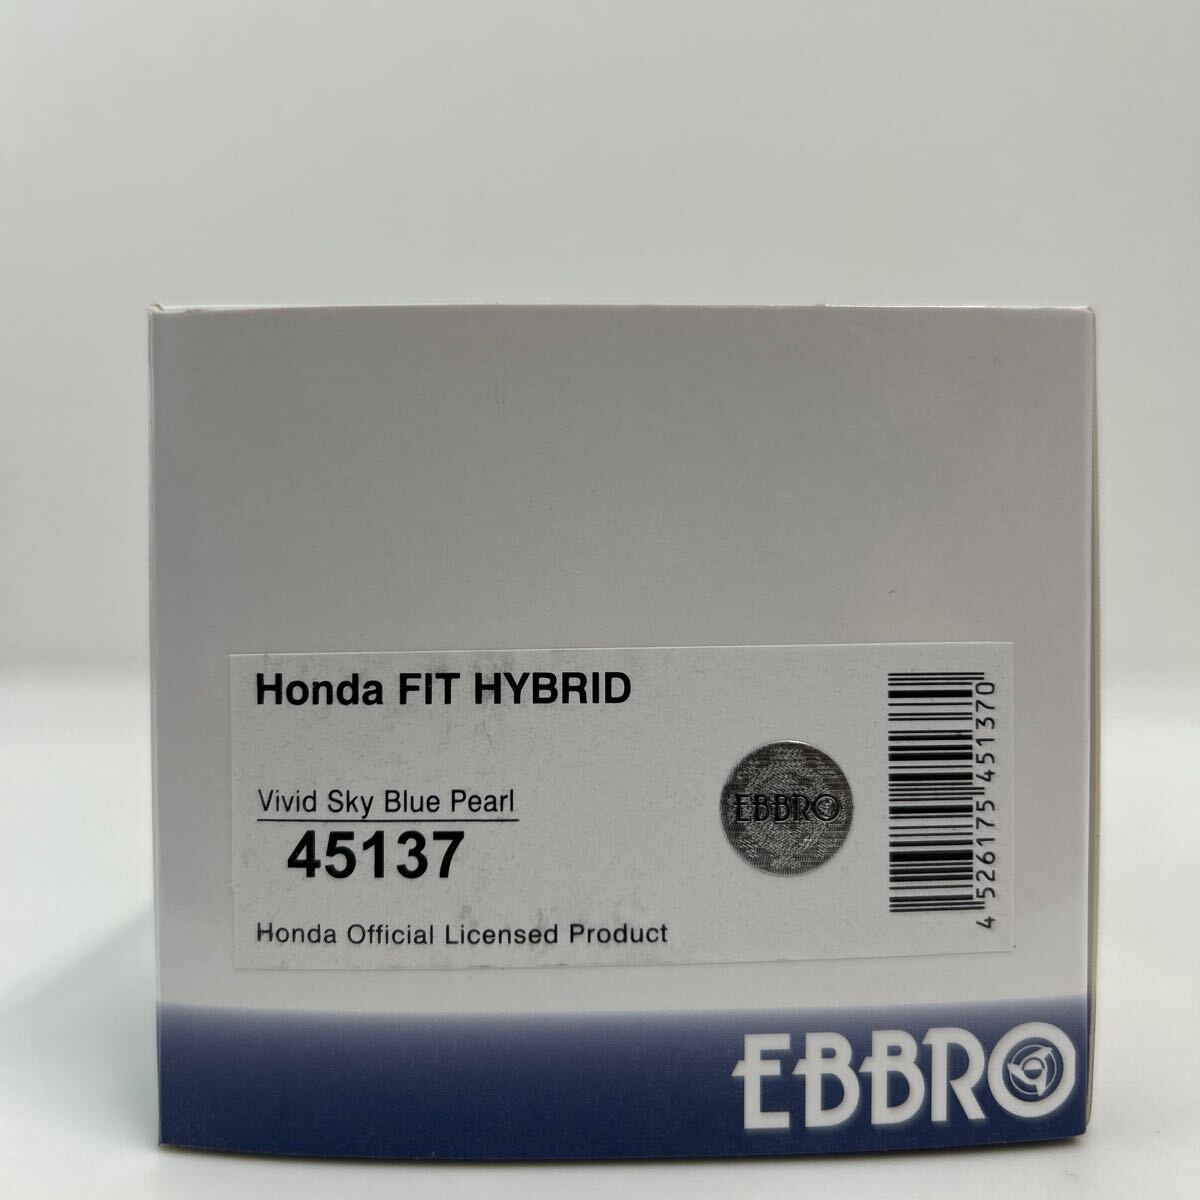 Honda FIT HYBRID
Vivid Sky Blue Pearl
45137
Honda Official Licensed Product
EBBRO
4 526175 451370
EBBRO